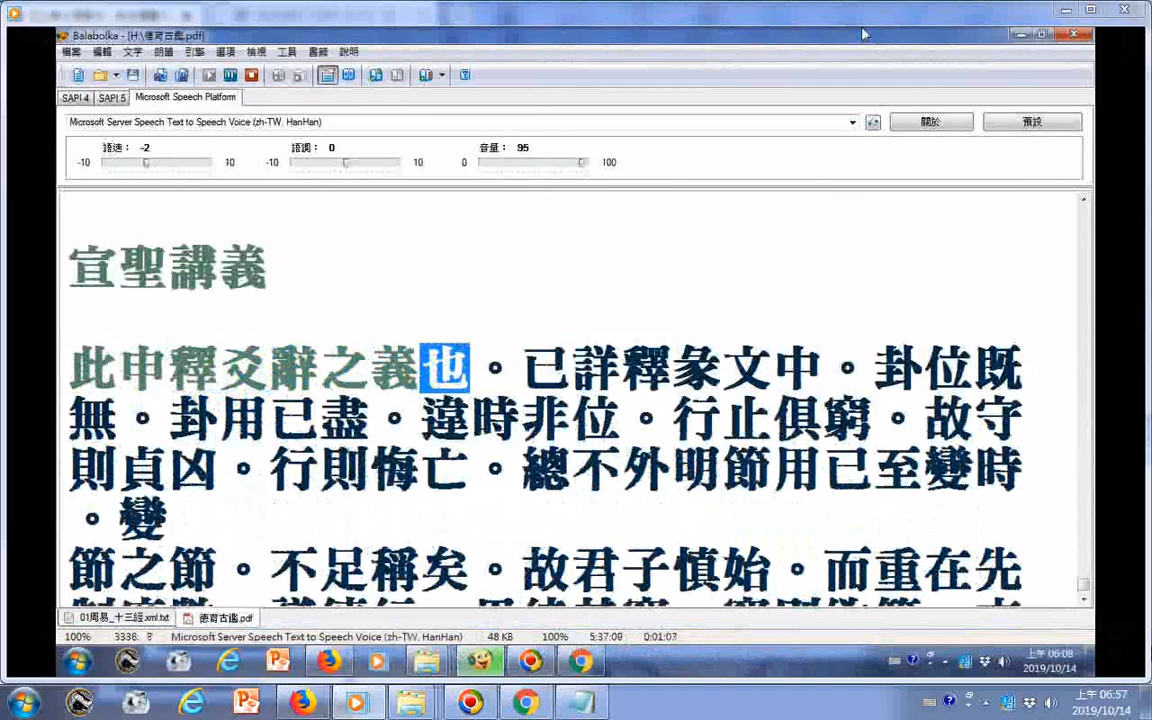 Balabolka - [H:\德育古鑑.pdf]
檔案 編輯 文字 朗讀 引擎 選項 檢視 工具 書籤 說明
SAPI 4 SAPI 5 Microsoft Speech Platform
Microsoft Server Speech Text to Speech Voice (zh-TW, HanHan)
關於 預設
語速： -2 語調： 0 音量： 95
-10 10 -10 10 0 100
宣聖講義
此申釋爻辭之義也。已詳釋彖文中。卦位既
無。卦用已盡。違時非位。行止俱窮。故守
則貞凶。行則悔亡。總不外明節用已至變時
。變
節之節。不足稱矣。故君子慎始。而重在先
01周易_十三經.xml.txt 德育古鑑.pdf
100% 3338: 8 Microsoft Server Speech Text to Speech Voice (zh-TW, HanHan) 48 KB 100% 5:37:09 0:01:07
上午 06:08
2019/10/14
上午 06:57
2019/10/14